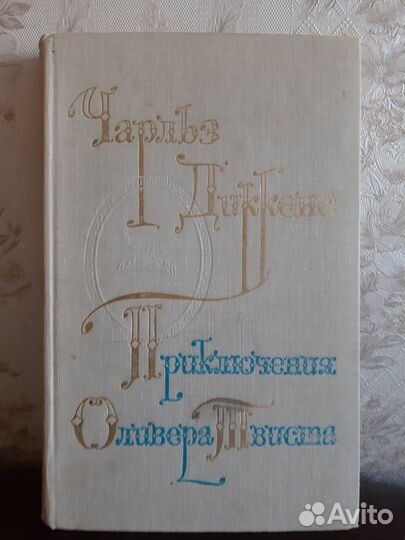 Чарльз
Диккенс
Приключения
Оливера Твиста
Avito